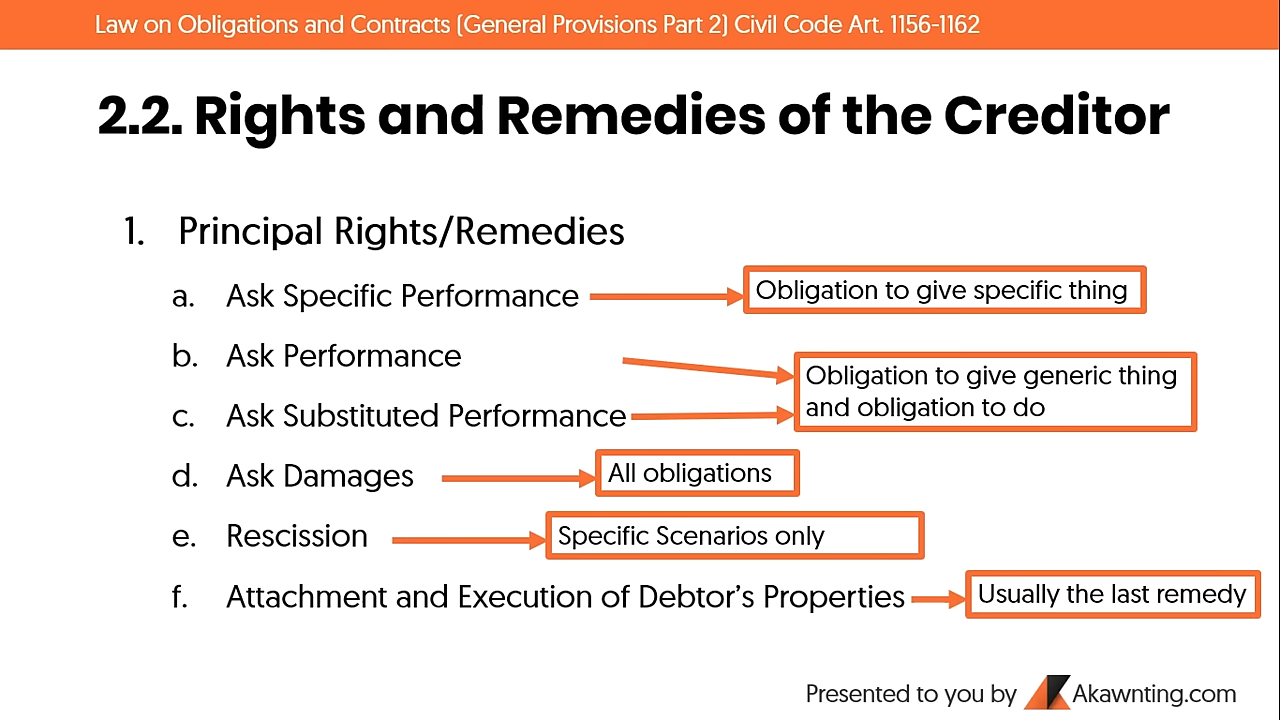 Law on Obligations and Contracts (General Provisions Part 2) Civil Code Art. 1156-1162
2.2. Rights and Remedies of the Creditor
1. Principal Rights/Remedies
a. Ask Specific Performance
Obligation to give specific thing
b. Ask Performance
Obligation to give generic thing
and obligation to do
c. Ask Substituted Performance
d. Ask Damages
All obligations
e. Rescission
Specific Scenarios only
f. Attachment and Execution of Debtor's Properties
Usually the last remedy
Presented to you by Akawnting.com